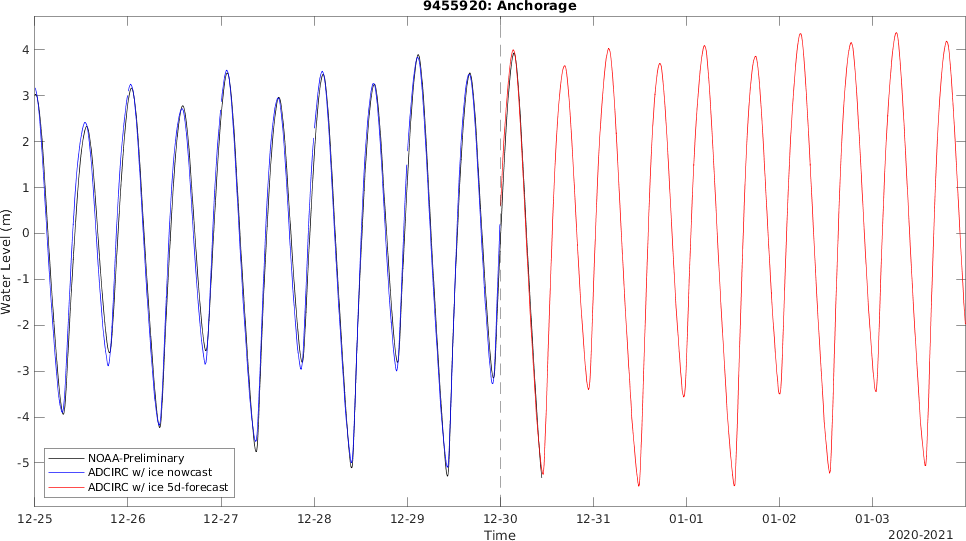 9455920: Anchorage
Water Level (m)
4
3
2
1
0
-1
-2
-3
-4
-5
NOAA-Preliminary
ADCIRC w/ ice nowcast
ADCIRC w/ ice 5d-forecast
12-25 12-26 12-27 12-28 12-29 12-30 12-31 01-01 01-02 01-03
Time
2020-2021